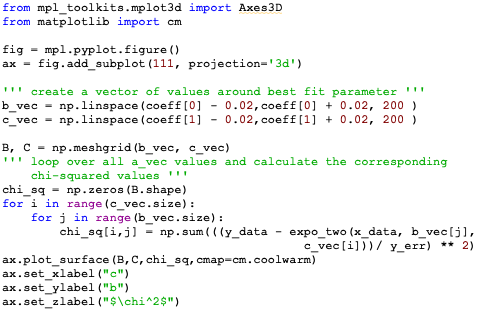 from mpl_toolkits.mplot3d import Axes3D
from matplotlib import cm
fig = mpl.pyplot.figure()
ax = fig.add_subplot(111, projection='3d')
''' create a vector of values around best fit parameter '''
b_vec = np.linspace(coeff[0] - 0.02,coeff[0] + 0.02, 200 )
c_vec = np.linspace(coeff[1] - 0.02,coeff[1] + 0.02, 200 )
B, C = np.meshgrid(b_vec, c_vec)
''' loop over all a_vec values and calculate the corresponding
chi-squared values '''
chi_sq = np.zeros(B.shape)
for i in range(c_vec.size):
for j in range(b_vec.size):
chi_sq[i,j] = np.sum(((y_data - expo_two(x_data, b_vec[j],
c_vec[i]))/ y_err) ** 2)
ax.plot_surface(B,C,chi_sq,cmap=cm.coolwarm)
ax.set_xlabel("c")
ax.set_ylabel("b")
ax.set_zlabel("$\chi^2$")